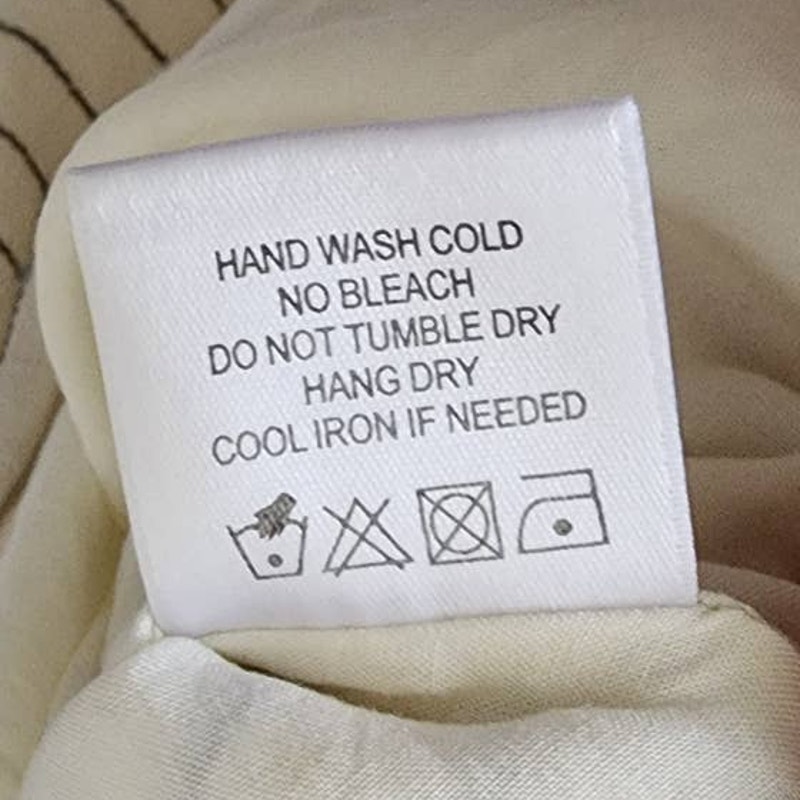 HAND WASH COLD
NO BLEACH
DO NOT TUMBLE DRY
HANG DRY
COOL IRON IF NEEDED